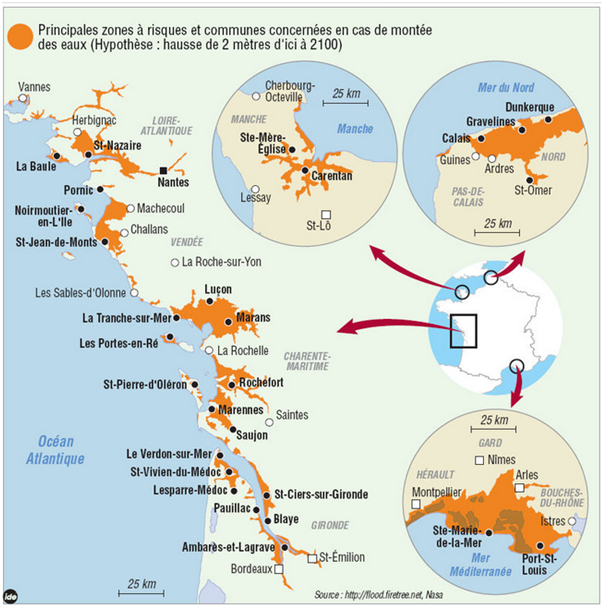 Principales zones à risques et communes concernées en cas de montée
des eaux (Hypothèse : hausse de 2 mètres d'ici à 2100)
Vannes
Herbignac
LOIRE-
ATLANTIQUE
St-Nazaire
La Baule
Nantes
Pornic
Noirmoutier-
en-L'Ile
Machecoul
Challans
St-Jean-de-Monts
VENDÉE
La Roche-sur-Yon
Les Sables-d'Olonne
Luçon
La Tranche-sur-Mer
Marans
Les Portes-en-Ré
La Rochelle
CHARENTE-
MARITIME
St-Pierre-d'Oléron
Rochefort
Marennes
Saintes
Saujon
Océan
Atlantique
Le Verdon-sur-Mer
St-Vivien-du-Médoc
Lesparre-Médoc
St-Ciers-sur-Gironde
Pauillac
Blaye
GIRONDE
Ambarès-et-Lagrave
St-Émilion
Bordeaux
25 km
ide
Cherbourg-
Octeville
25 km
MANCHE
Manche
Ste-Mère-
Église
Carentan
Lessay
St-Lô
Mer du Nord
Dunkerque
Gravelines
Calais
Guines
Ardres
NORD
PAS-DE-
CALAIS
St-Omer
25 km
25 km
GARD
Nîmes
HÉRAULT
Arles
Montpellier
BOUCHES-
DU-RHÔNE
Istres
Ste-Marie-
de-la-Mer
Mer
Méditerranée
Port-St-
Louis
Source : http://flood.firetree.net, Nasa